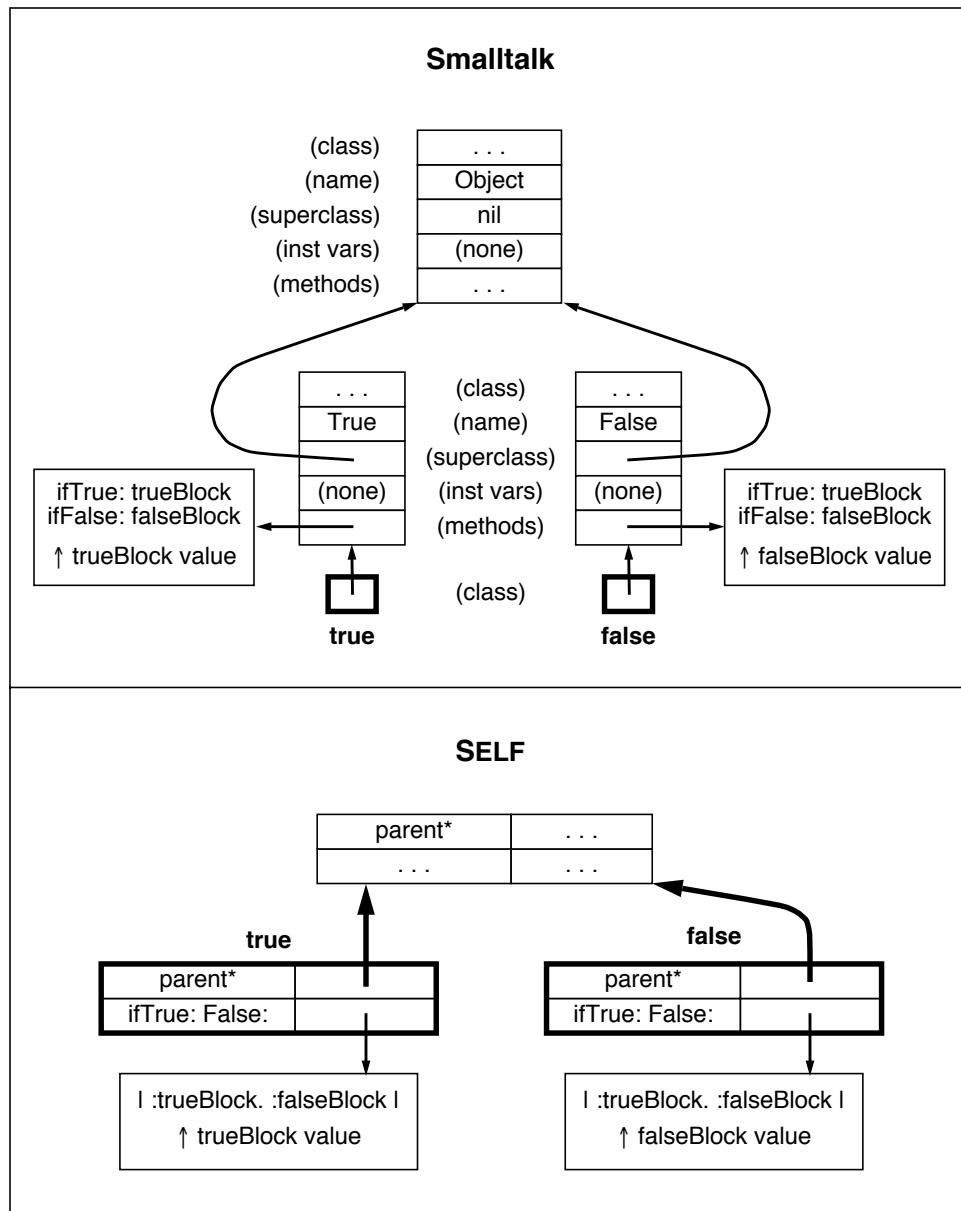 Smalltalk
(class) . . .
(name) Object
(superclass) nil
(inst vars) (none)
(methods) . . .
. . . (class) . . .
True (name) False
(superclass)
(none) (inst vars) (none)
(methods)
ifTrue: trueBlock
ifFalse: falseBlock
↑ trueBlock value
ifTrue: trueBlock
ifFalse: falseBlock
↑ falseBlock value
(class)
true false
SELF
parent* . . .
. . . . . .
true false
parent* parent*
ifTrue: False: ifTrue: False:
| :trueBlock. :falseBlock |
↑ trueBlock value
| :trueBlock. :falseBlock |
↑ falseBlock value